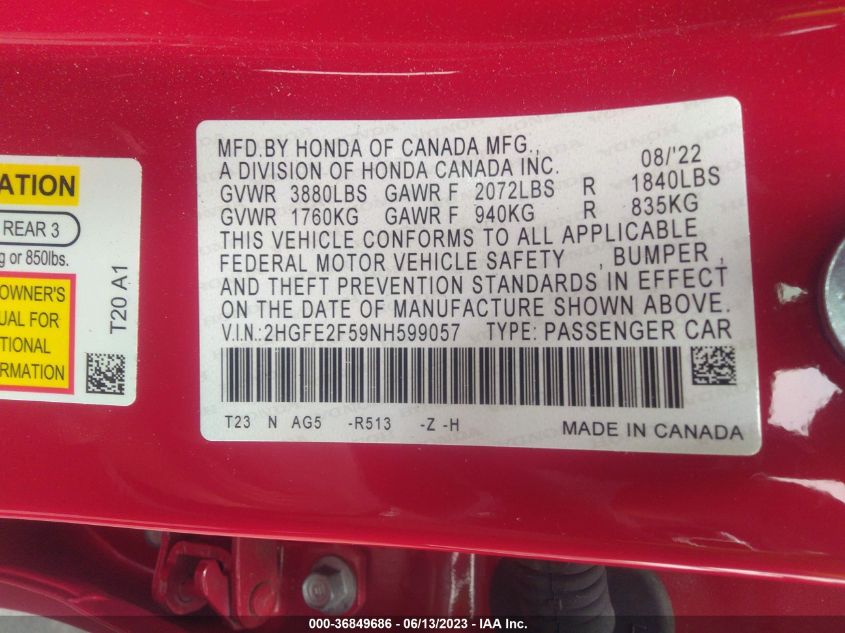 MFD.BY HONDA OF CANADA MFG., 08/'22
A DIVISION OF HONDA CANADA INC.
GVWR 3880LBS GAWR F 2072LBS R 1840LBS
GVWR 1760KG GAWR F 940KG R 835KG
THIS VEHICLE CONFORMS TO ALL APPLICABLE
FEDERAL MOTOR VEHICLE SAFETY , BUMPER ,
AND THEFT PREVENTION STANDARDS IN EFFECT
ON THE DATE OF MANUFACTURE SHOWN ABOVE.
V.I.N.:2HGFE2F59NH599057 TYPE: PASSENGER CAR
T23 N AG5 -R513 -Z -H MADE IN CANADA
ATION
REAR 3
g or 850lbs.
OWNER'S
UAL FOR
TIONAL
RMATION
T20 A1
000-36849686 - 06/13/2023 - IAA Inc.